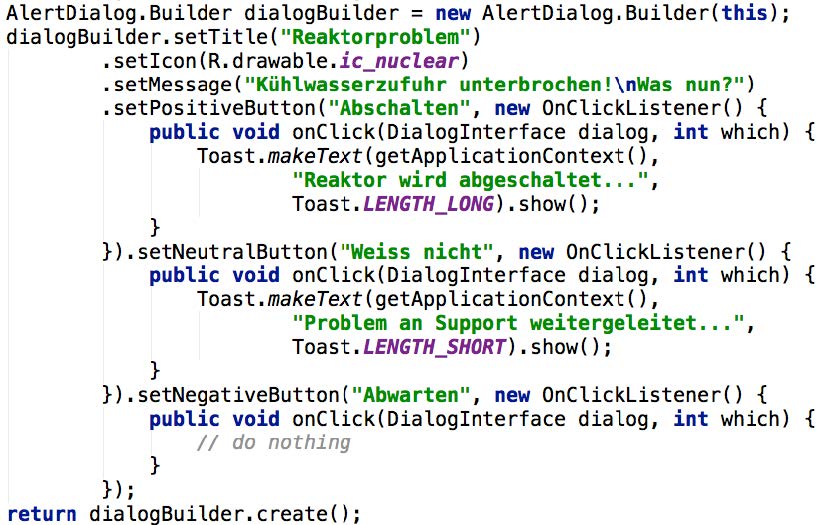 AlertDialog.Builder dialogBuilder = new AlertDialog.Builder(this);
dialogBuilder.setTitle("Reaktorproblem")
        .setIcon(R.drawable.ic_nuclear)
        .setMessage("Kühlwasserzufuhr unterbrochen!\nWas nun?")
        .setPositiveButton("Abschalten", new OnClickListener() {
            public void onClick(DialogInterface dialog, int which) {
                Toast.makeText(getApplicationContext(),
                        "Reaktor wird abgeschaltet...",
                        Toast.LENGTH_LONG).show();
            }
        }).setNeutralButton("Weiss nicht", new OnClickListener() {
            public void onClick(DialogInterface dialog, int which) {
                Toast.makeText(getApplicationContext(),
                        "Problem an Support weitergeleitet...",
                        Toast.LENGTH_SHORT).show();
            }
        }).setNegativeButton("Abwarten", new OnClickListener() {
            public void onClick(DialogInterface dialog, int which) {
                // do nothing
            }
        });
return dialogBuilder.create();